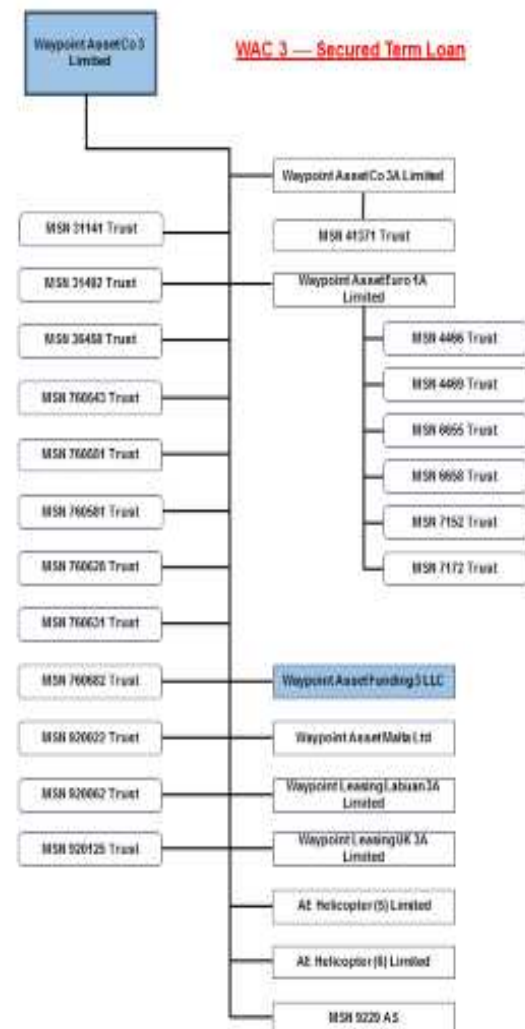 Waypoint Asset Co 3
Limited
WAC 3 — Secured Term Loan
Waypoint Asset Co 3A Limited
MSN 41371 Trust
MSN 31141 Trust
MSN 31492 Trust
Waypoint Asset Euro 1A
Limited
MSN 36458 Trust
MSN 760543 Trust
MSN 760581 Trust
MSN 760628 Trust
MSN 760631 Trust
MSN 4466 Trust
MSN 4469 Trust
MSN 6655 Trust
MSN 6658 Trust
MSN 7152 Trust
MSN 7172 Trust
MSN 760682 Trust
Waypoint Asset Funding 3 LLC
MSN 920022 Trust
Waypoint Asset Malta Ltd
MSN 920062 Trust
Waypoint Leasing Labuan 3A
Limited
MSN 920125 Trust
Waypoint Leasing UK 3A
Limited
AE Helicopter (5) Limited
AE Helicopter (6) Limited
MSN 9229 AS